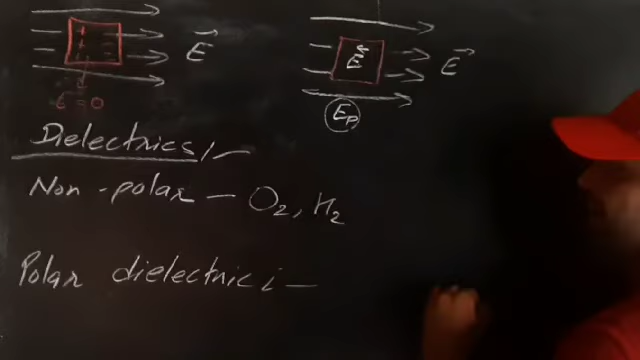 E
E = 0
E
E
Ep
Dielectrics :-
Non-polar - O2, H2
Polar dielectric :-